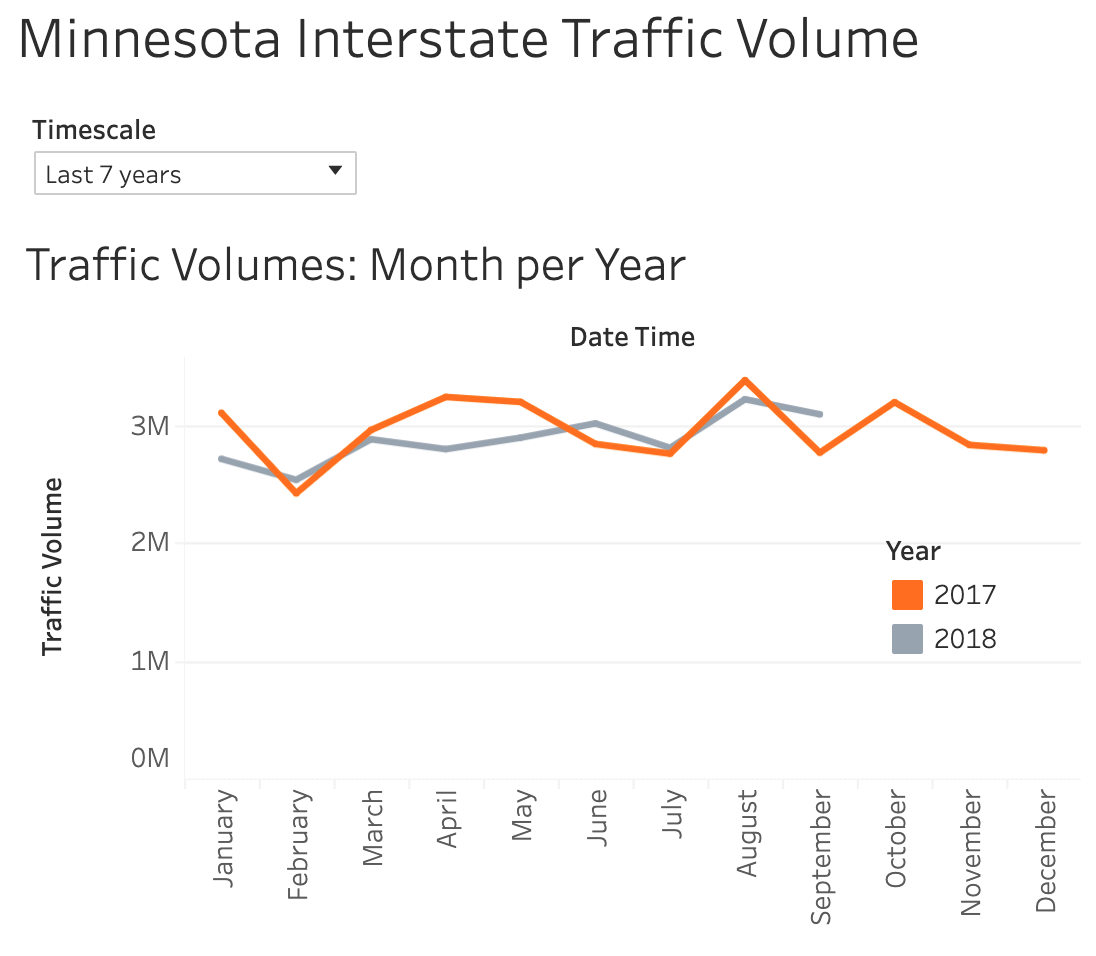 Minnesota Interstate Traffic Volume
Timescale
Last 7 years
Traffic Volumes: Month per Year
Date Time
3M
2M
1M
0M
Traffic Volume
Year
2017
2018
January
February
March
April
May
June
July
August
September
October
November
December